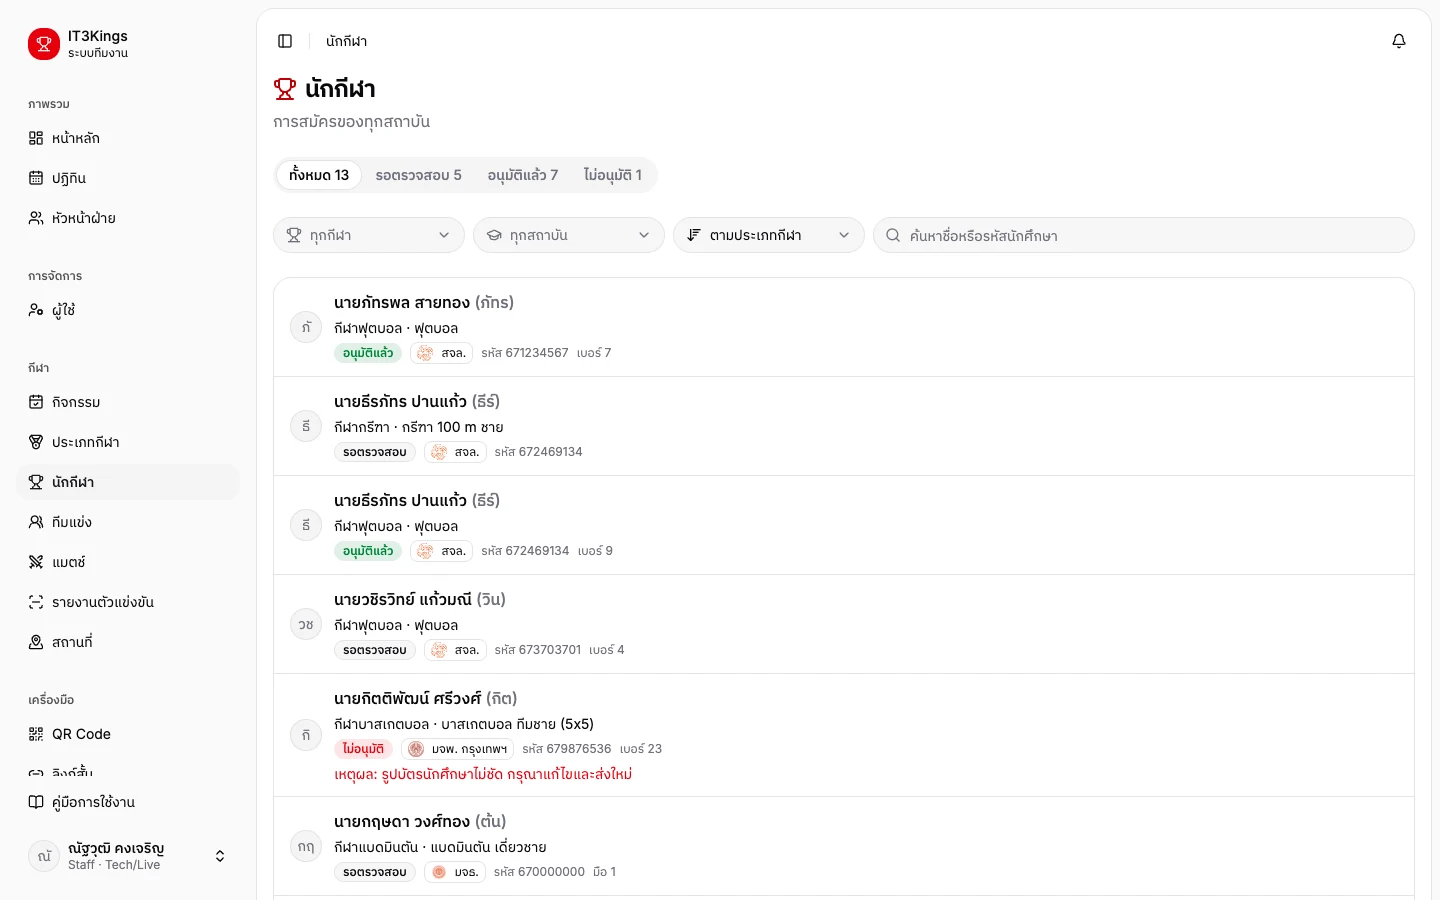 IT3Kings
ระบบทีมงาน
ภาพรวม
หน้าหลัก
ปฏิทิน
หัวหน้าฝ่าย
การจัดการ
ผู้ใช้
กีฬา
กิจกรรม
ประเภทกีฬา
นักกีฬา
ทีมแข่ง
แมตช์
รายงานตัวแข่งขัน
สถานที่
เครื่องมือ
QR Code
ลิงก์สั้น
คู่มือการใช้งาน
ณั
ณัฐวุฒิ คงเจริญ
Staff · Tech/Live
นักกีฬา
นักกีฬา
การสมัครของทุกสถาบัน
ทั้งหมด 13 รอตรวจสอบ 5 อนุมัติแล้ว 7 ไม่อนุมัติ 1
ทุกกีฬา ทุกสถาบัน ตามประเภทกีฬา ค้นหาชื่อหรือรหัสนักศึกษา
ภั
นายภัทรพล สายทอง (ภัทร)
กีฬาฟุตบอล · ฟุตบอล
อนุมัติแล้ว สจล. รหัส 671234567 เบอร์ 7
ธี
นายธีรภัทร ปานแก้ว (ธีร์)
กีฬากรีฑา · กรีฑา 100 m ชาย
รอตรวจสอบ สจล. รหัส 672469134
ธี
นายธีรภัทร ปานแก้ว (ธีร์)
กีฬาฟุตบอล · ฟุตบอล
อนุมัติแล้ว สจล. รหัส 672469134 เบอร์ 9
วช
นายวชิรวิทย์ แก้วมณี (วิน)
กีฬาฟุตบอล · ฟุตบอล
รอตรวจสอบ สจล. รหัส 673703701 เบอร์ 4
กิ
นายกิตติพัฒน์ ศรีวงศ์ (กิต)
กีฬาบาสเกตบอล · บาสเกตบอล ทีมชาย (5x5)
ไม่อนุมัติ มจพ. กรุงเทพฯ รหัส 679876536 เบอร์ 23
เหตุผล: รูปบัตรนักศึกษาไม่ชัด กรุณาแก้ไขและส่งใหม่
กฤ
นายกฤษดา วงศ์ทอง (ต้น)
กีฬาแบดมินตัน · แบดมินตัน เดี่ยวชาย
รอตรวจสอบ มจธ. รหัส 670000000 มือ 1